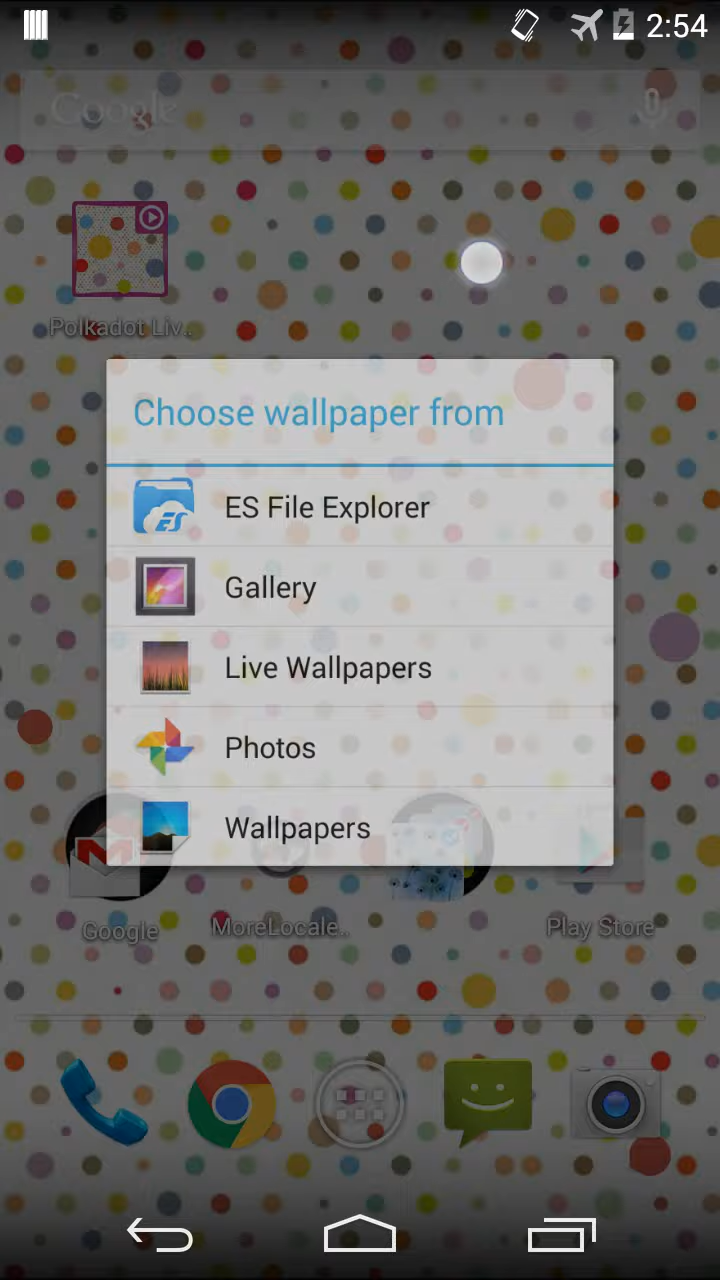 2:54
Google
Polkadot Liv..
Choose wallpaper from
ES File Explorer
Gallery
Live Wallpapers
Photos
Wallpapers
Google
MoreLocale..
Play Store